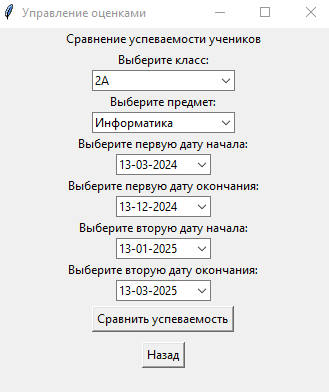 Управление оценками
Сравнение успеваемости учеников
Выберите класс:
2А
Выберите предмет:
Информатика
Выберите первую дату начала:
13-03-2024
Выберите первую дату окончания:
13-12-2024
Выберите вторую дату начала:
13-01-2025
Выберите вторую дату окончания:
13-03-2025
Сравнить успеваемость
Назад